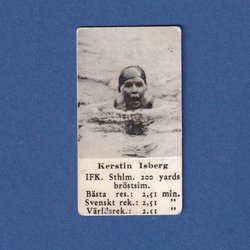 Kerstin Isberg
IFK. Sthlm. 200 yards
bröstsim.
Bästa res.: 2,51 min.
Svenskt rek.: 2,51 ”
Världsrek.: 2,51 ”